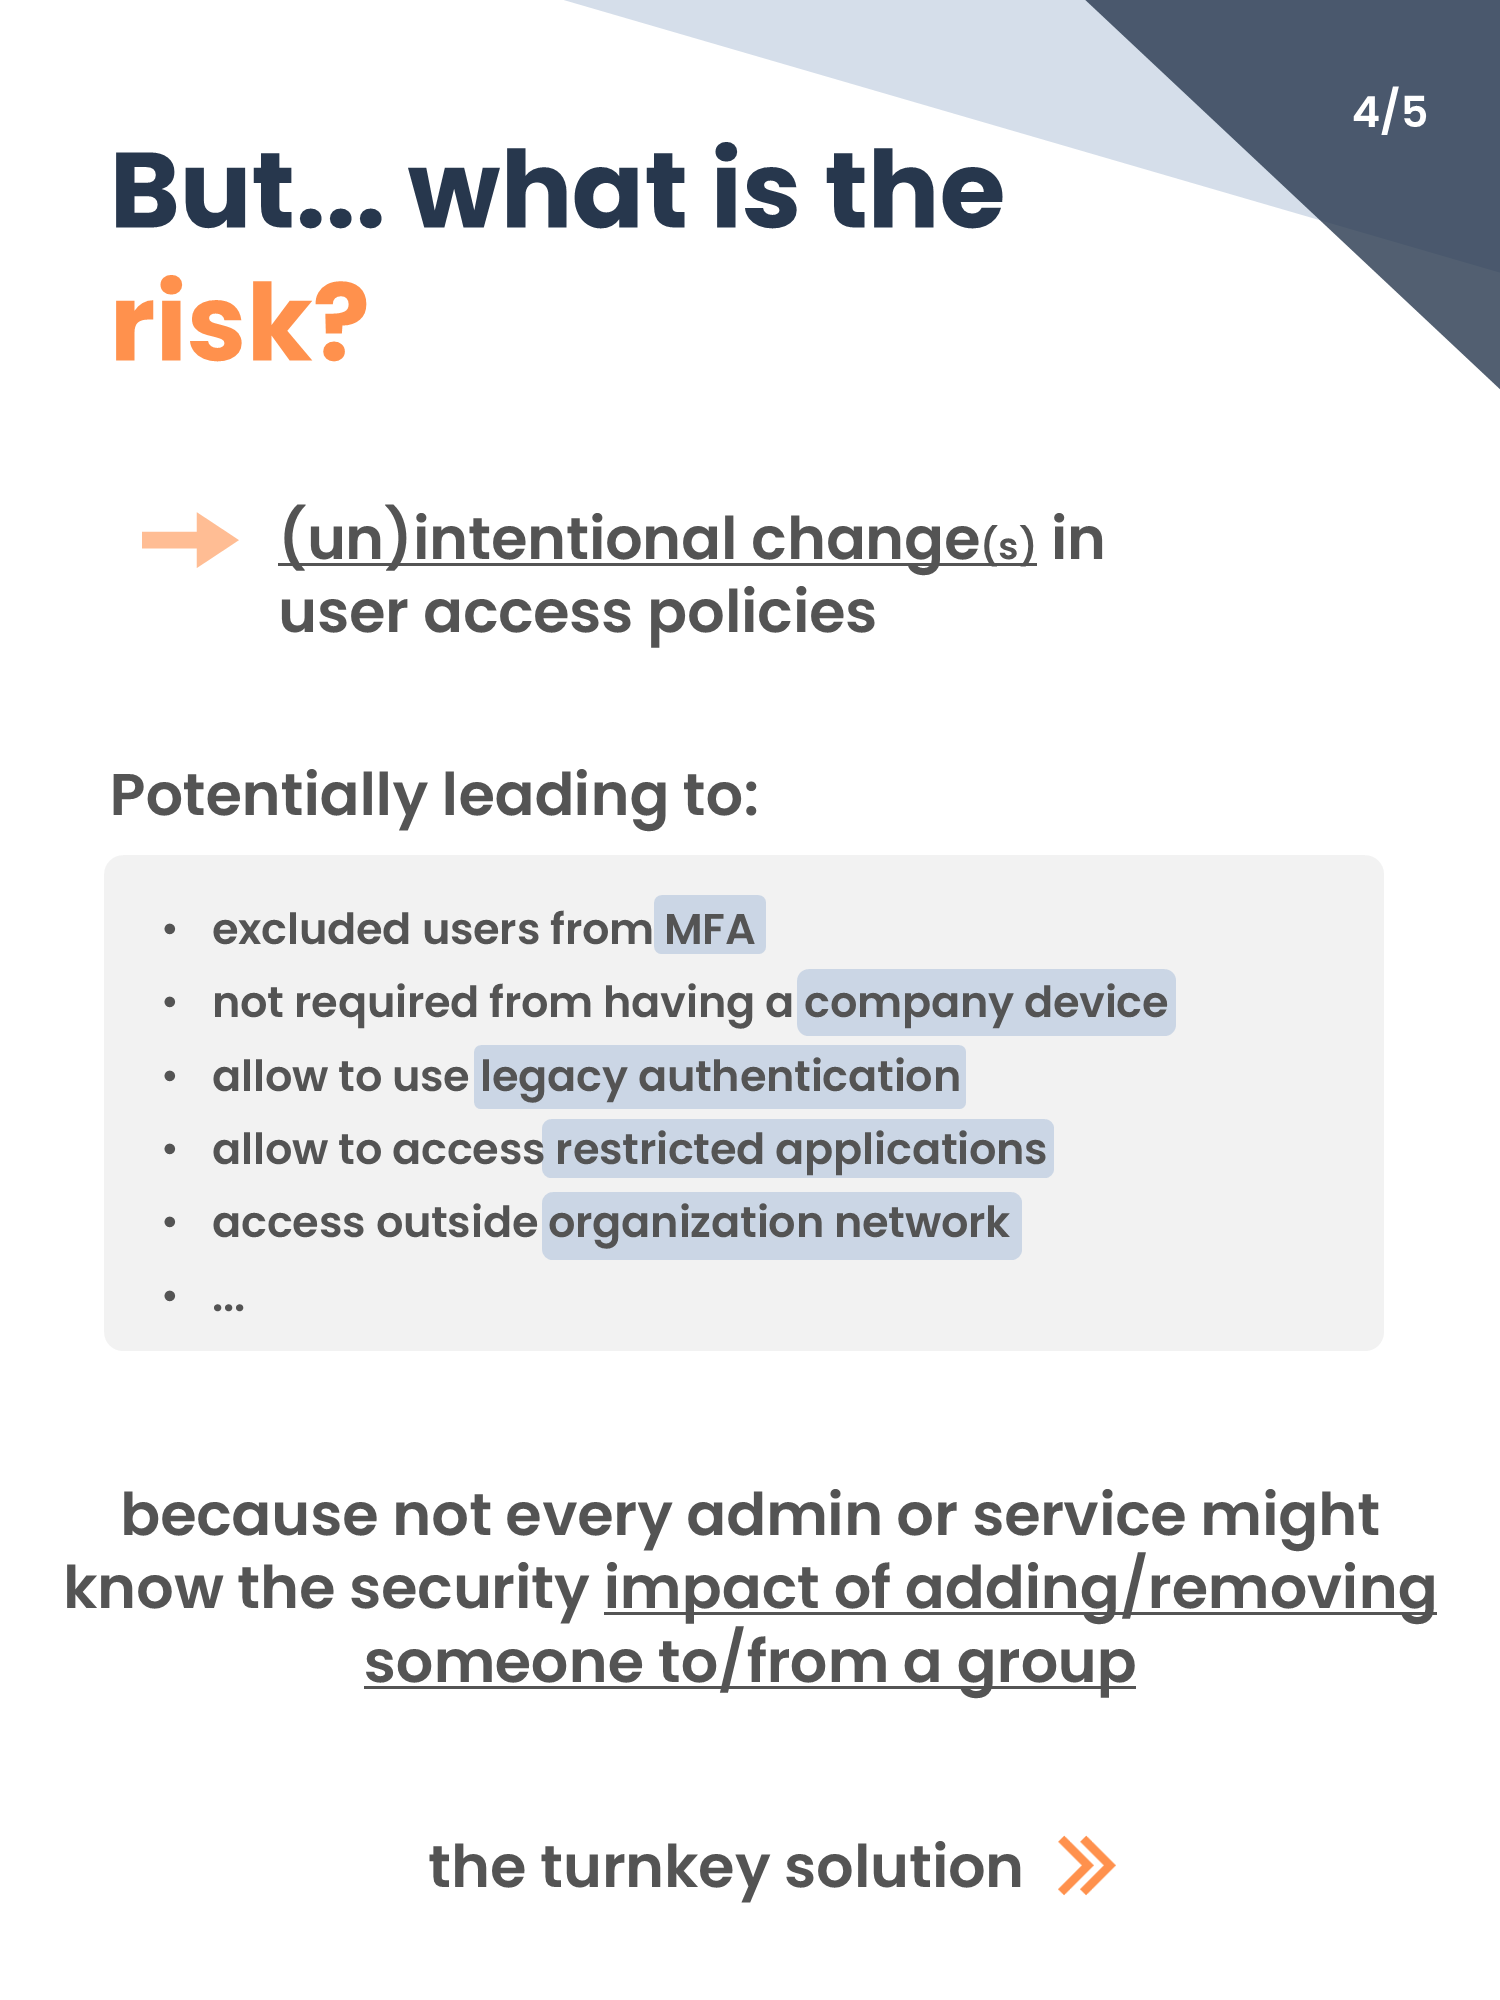 4/5
But... what is the
risk?
(un)intentional change(s) in
user access policies
Potentially leading to:
• excluded users from MFA
• not required from having a company device
• allow to use legacy authentication
• allow to access restricted applications
• access outside organization network
• ...
because not every admin or service might
know the security impact of adding/removing
someone to/from a group
the turnkey solution